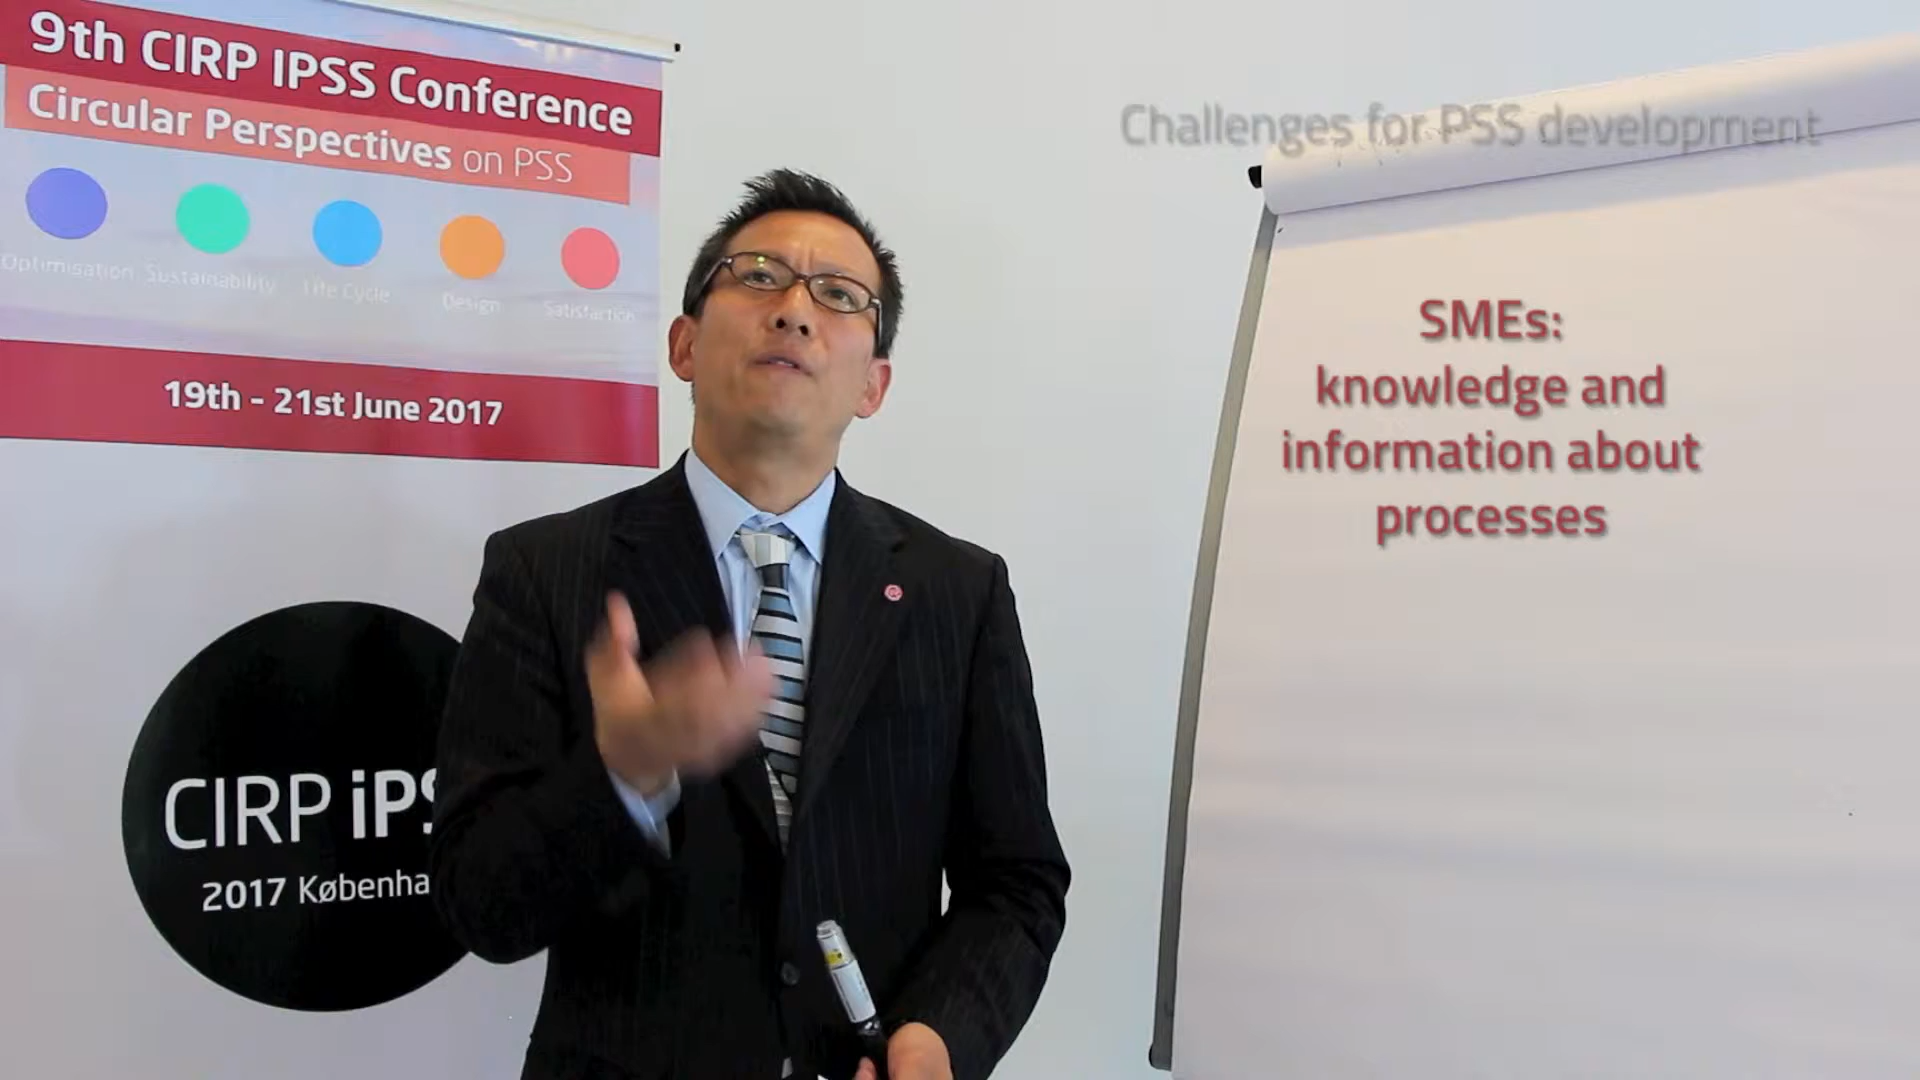 9th CIRP IPSS Conference
Circular Perspectives on PSS
Optimisation Sustainability Life Cycle Design Satisfaction
19th - 21st June 2017
CIRP iPS
2017 Københa
Challenges for PSS development
SMEs:
knowledge and
information about
processes